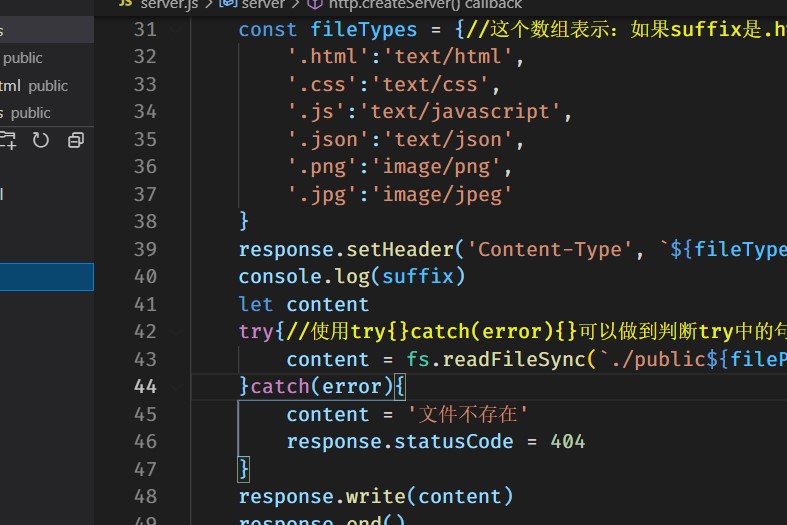 JS server.js > server > http.createServer() callback
s
public
tml public
s public
l
31 const fileTypes = {//这个数组表示：如果suffix是.h
32 '.html':'text/html',
33 '.css':'text/css',
34 '.js':'text/javascript',
35 '.json':'text/json',
36 '.png':'image/png',
37 '.jpg':'image/jpeg'
38 }
39 response.setHeader('Content-Type', `${fileType
40 console.log(suffix)
41 let content
42 try{//使用try{}catch(error){}可以做到判断try中的句
43 content = fs.readFileSync(`./public${fileP
44 }catch(error){
45 content = '文件不存在'
46 response.statusCode = 404
47 }
48 response.write(content)
49 response.end()